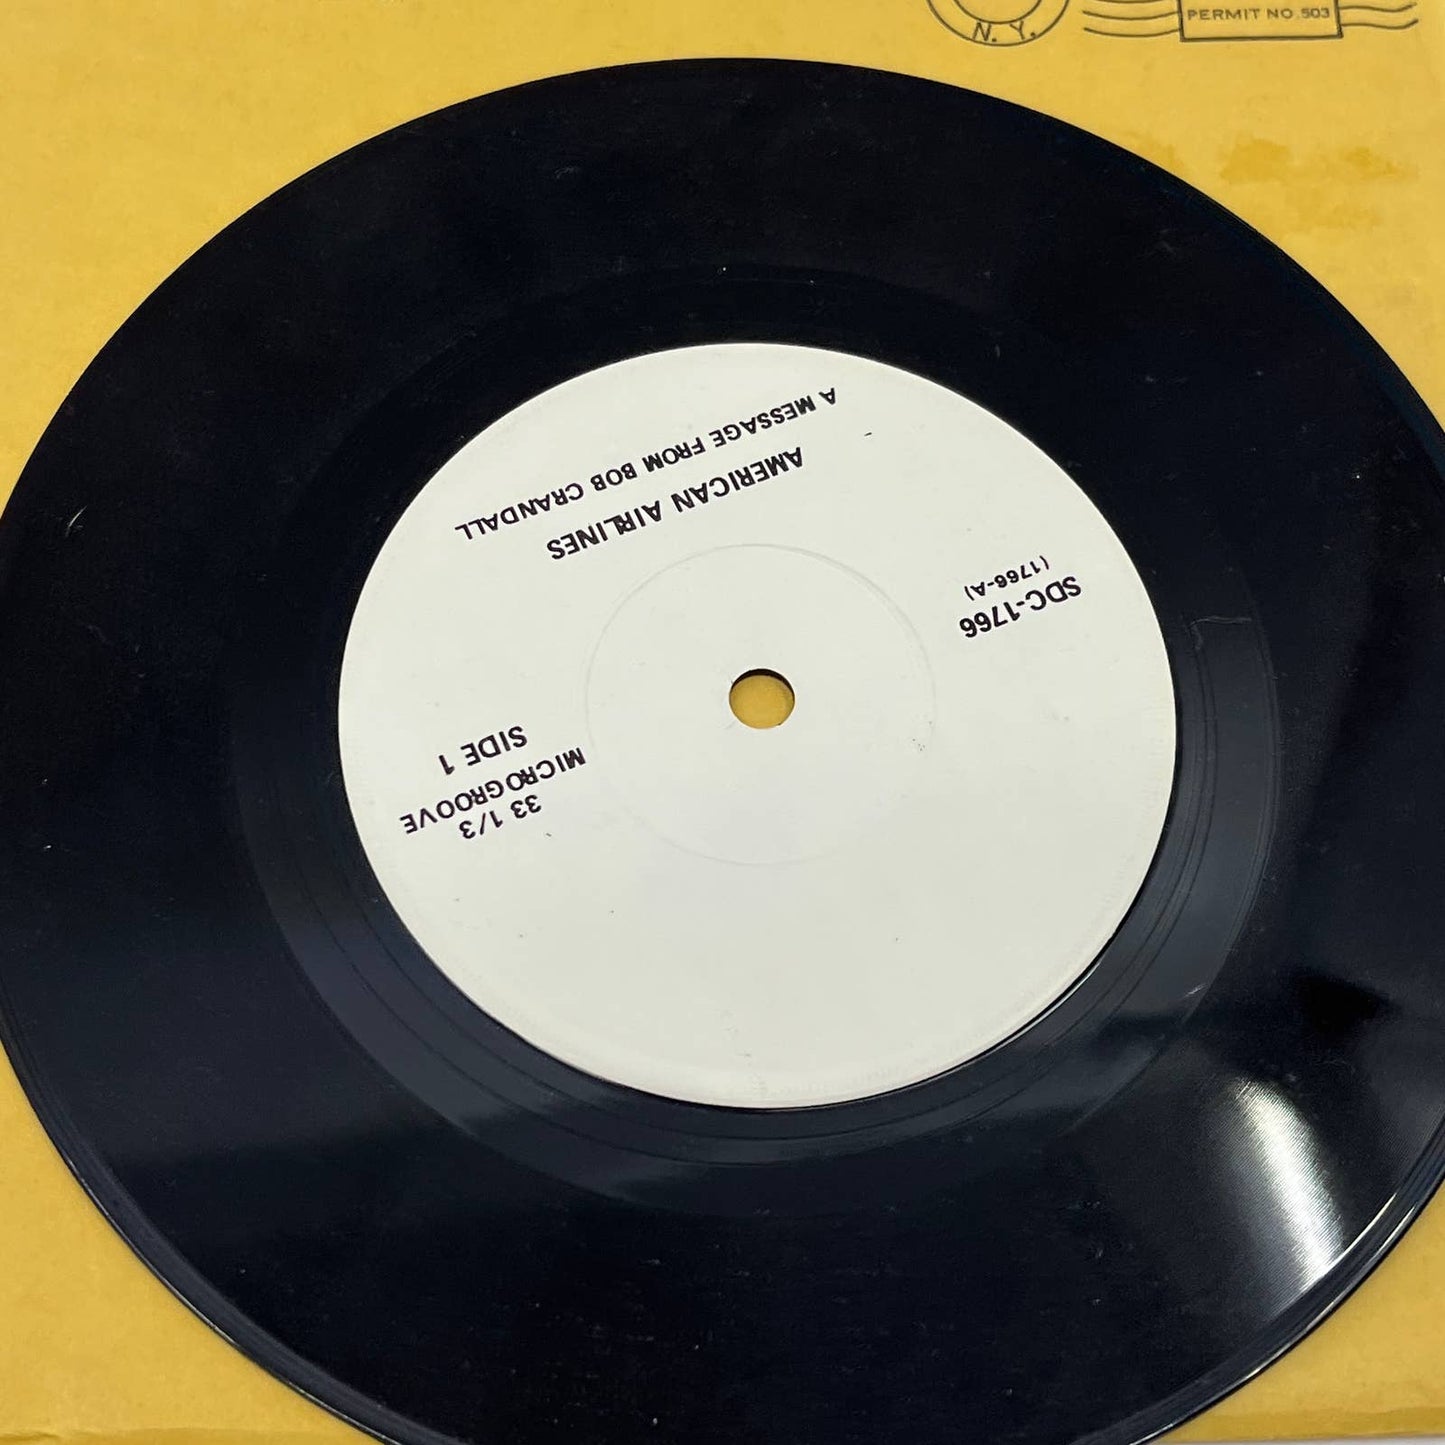 N. Y.
PERMIT NO. 503
33 1/3
MICROGROOVE
SIDE 1
SDC-1766
(1766-A)
AMERICAN AIRLINES
A MESSAGE FROM BOB CRANDALL